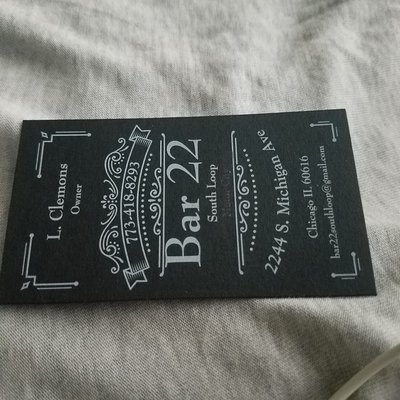 L. Clemons
Owner
773-418-8293
Bar 22
South Loop
2244 S. Michigan Ave
Chicago IL 60616
bar22southloop@gmail.com